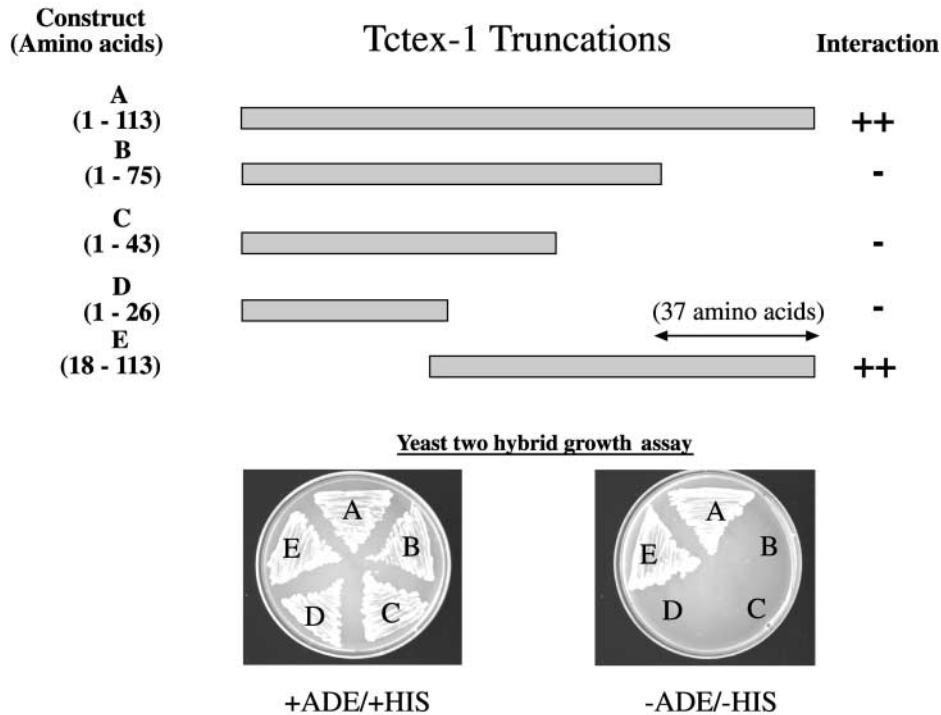 Construct
(Amino acids)
Tctex-1 Truncations
Interaction
A
(1 - 113)
++
B
(1 - 75)
-
C
(1 - 43)
-
D
(1 - 26)
(37 amino acids)
-
E
(18 - 113)
++
Yeast two hybrid growth assay
A
E
B
D
C
A
E
B
D
C
+ADE/+HIS
-ADE/-HIS